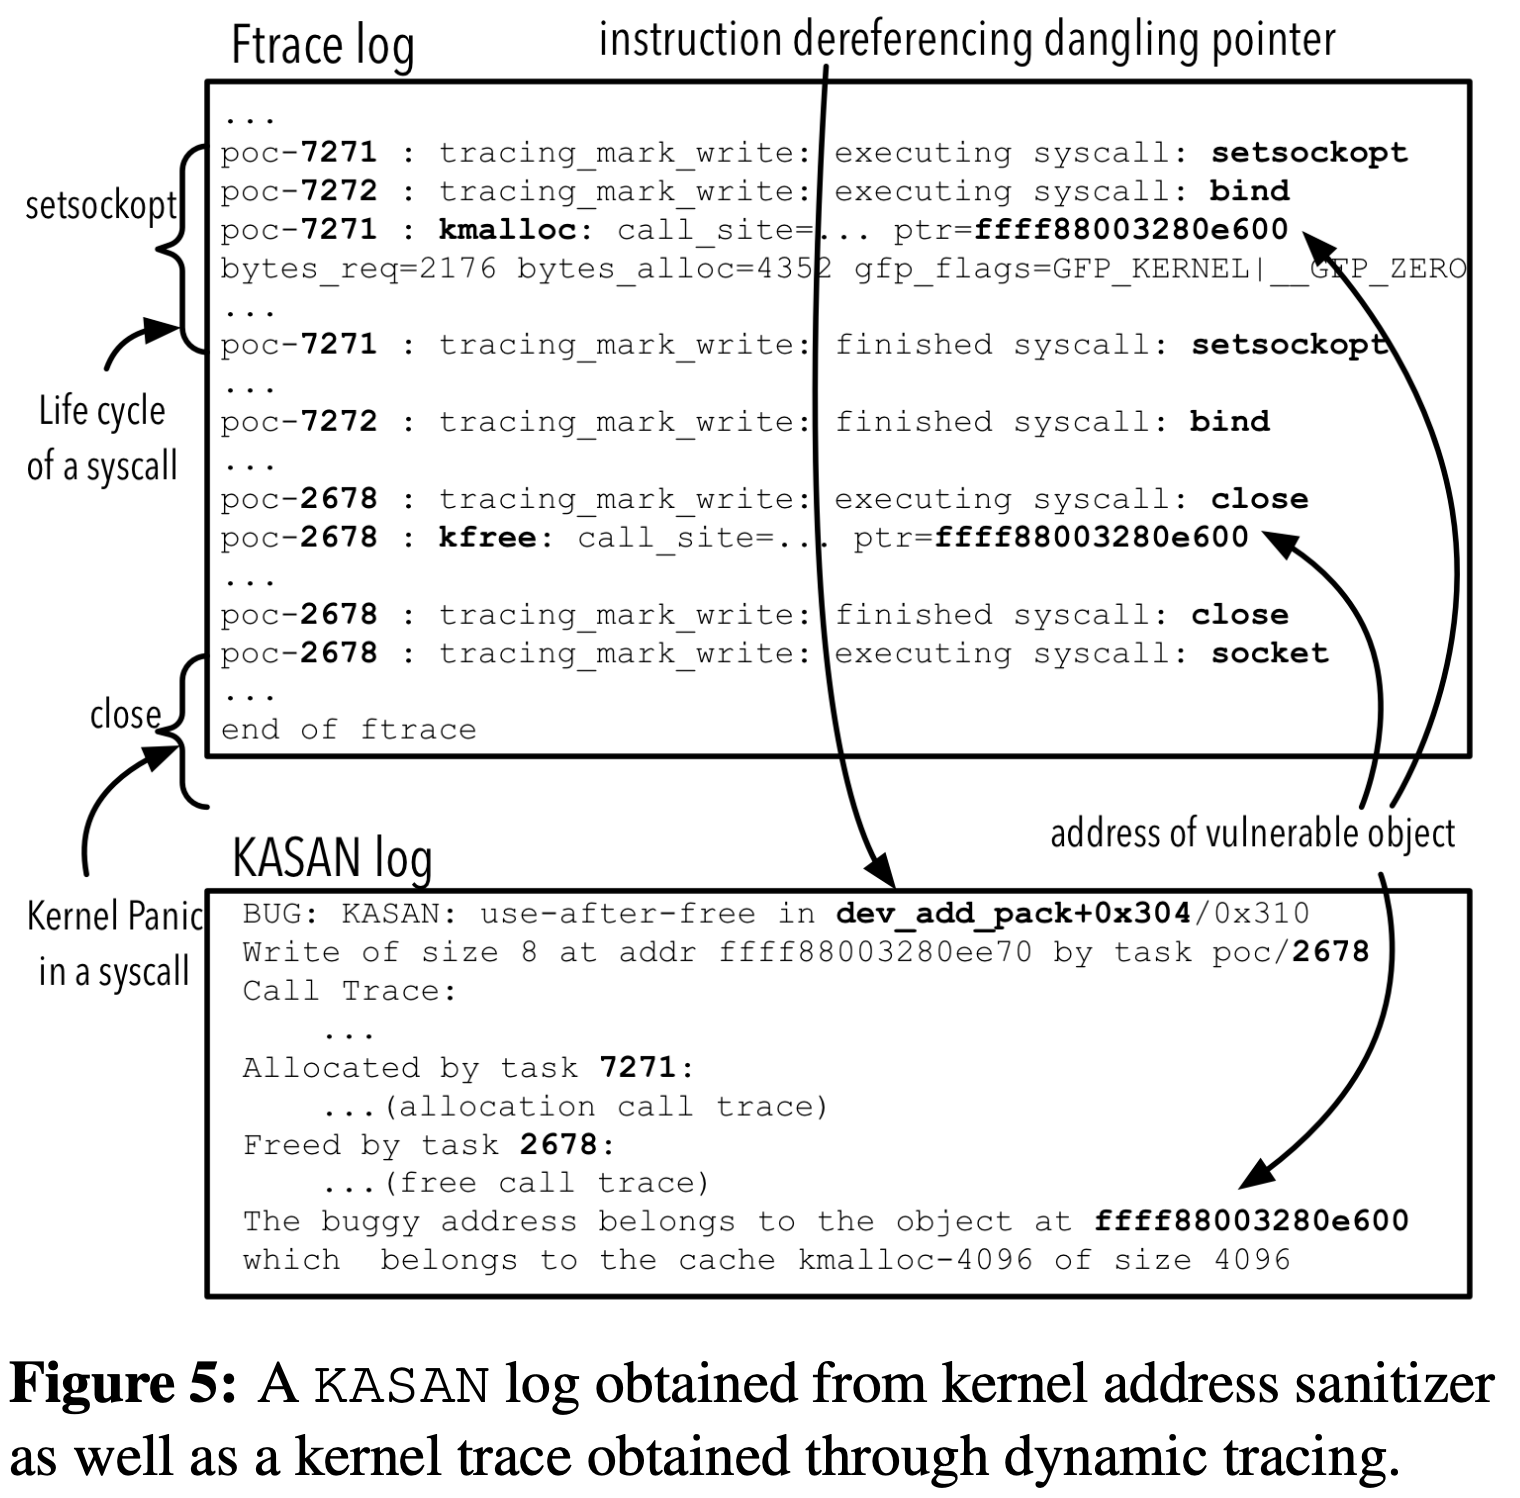 Ftrace log
instruction dereferencing dangling pointer
...
poc-7271 : tracing_mark_write: executing syscall: setsockopt
poc-7272 : tracing_mark_write: executing syscall: bind
poc-7271 : kmalloc: call_site=... ptr=ffff88003280e600
bytes_req=2176 bytes_alloc=4352 gfp_flags=GFP_KERNEL|__GFP_ZERO
...
poc-7271 : tracing_mark_write: finished syscall: setsockopt
...
poc-7272 : tracing_mark_write: finished syscall: bind
...
poc-2678 : tracing_mark_write: executing syscall: close
poc-2678 : kfree: call_site=... ptr=ffff88003280e600
...
poc-2678 : tracing_mark_write: finished syscall: close
poc-2678 : tracing_mark_write: executing syscall: socket
...
end of ftrace
setsockopt
Life cycle
of a syscall
close
Kernel Panic
in a syscall
address of vulnerable object
KASAN log
BUG: KASAN: use-after-free in dev_add_pack+0x304/0x310
Write of size 8 at addr ffff88003280ee70 by task poc/2678
Call Trace:
...
Allocated by task 7271:
...(allocation call trace)
Freed by task 2678:
...(free call trace)
The buggy address belongs to the object at ffff88003280e600
which belongs to the cache kmalloc-4096 of size 4096
Figure 5: A KASAN log obtained from kernel address sanitizer
as well as a kernel trace obtained through dynamic tracing.